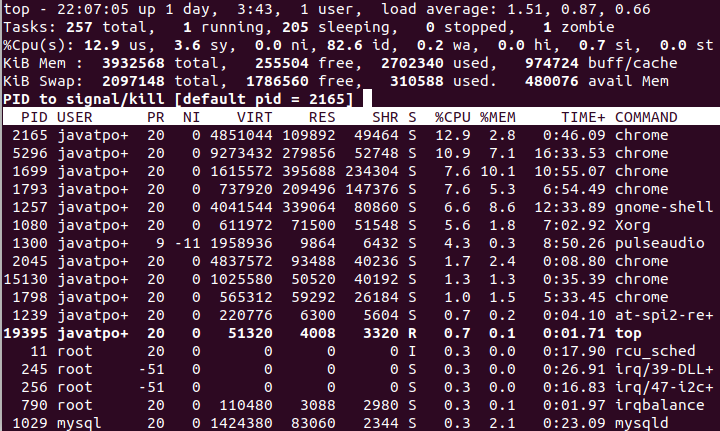 top - 22:07:05 up 1 day,  3:43,  1 user,  load average: 1.51, 0.87, 0.66
Tasks: 257 total,   1 running, 205 sleeping,   0 stopped,   1 zombie
%Cpu(s): 12.9 us,  3.6 sy,  0.0 ni, 82.6 id,  0.2 wa,  0.0 hi,  0.7 si,  0.0 st
KiB Mem :  3932568 total,   255504 free,  2702340 used,   974724 buff/cache
KiB Swap:  2097148 total,  1786560 free,   310588 used.   480076 avail Mem
PID to signal/kill [default pid = 2165]
  PID USER      PR  NI    VIRT    RES    SHR S  %CPU %MEM     TIME+ COMMAND
 2165 javatpo+  20   0 4851044 109892  49464 S  12.9  2.8   0:46.09 chrome
 5296 javatpo+  20   0 9273432 279856  52748 S  10.9  7.1  16:33.53 chrome
 1699 javatpo+  20   0 1615572 395688 234304 S   7.6 10.1  10:55.07 chrome
 1793 javatpo+  20   0  737920 209496 147376 S   7.6  5.3   6:54.49 chrome
 1257 javatpo+  20   0 4041544 339064  80860 S   6.6  8.6  12:33.89 gnome-shell
 1080 javatpo+  20   0  611972  71500  51548 S   5.6  1.8   7:02.92 Xorg
 1300 javatpo+   9 -11 1958936   9864   6432 S   4.3  0.3   8:50.26 pulseaudio
 2045 javatpo+  20   0 4837572  93488  40236 S   1.7  2.4   0:08.80 chrome
15130 javatpo+  20   0 1025580  50520  40192 S   1.3  1.3   0:35.39 chrome
 1798 javatpo+  20   0  565312  59292  26184 S   1.0  1.5   5:33.45 chrome
 1239 javatpo+  20   0  220776   6300   5604 S   0.7  0.2   0:04.10 at-spi2-re+
19395 javatpo+  20   0   51320   4008   3320 R   0.7  0.1   0:01.71 top
   11 root      20   0       0      0      0 I   0.3  0.0   0:17.90 rcu_sched
  245 root     -51   0       0      0      0 S   0.3  0.0   0:26.91 irq/39-DLL+
  256 root     -51   0       0      0      0 S   0.3  0.0   0:16.83 irq/47-i2c+
  790 root      20   0  110480   3088   2980 S   0.3  0.1   0:01.97 irqbalance
 1029 mysql     20   0 1424380  83060   2344 S   0.3  2.1   0:23.09 mysqld